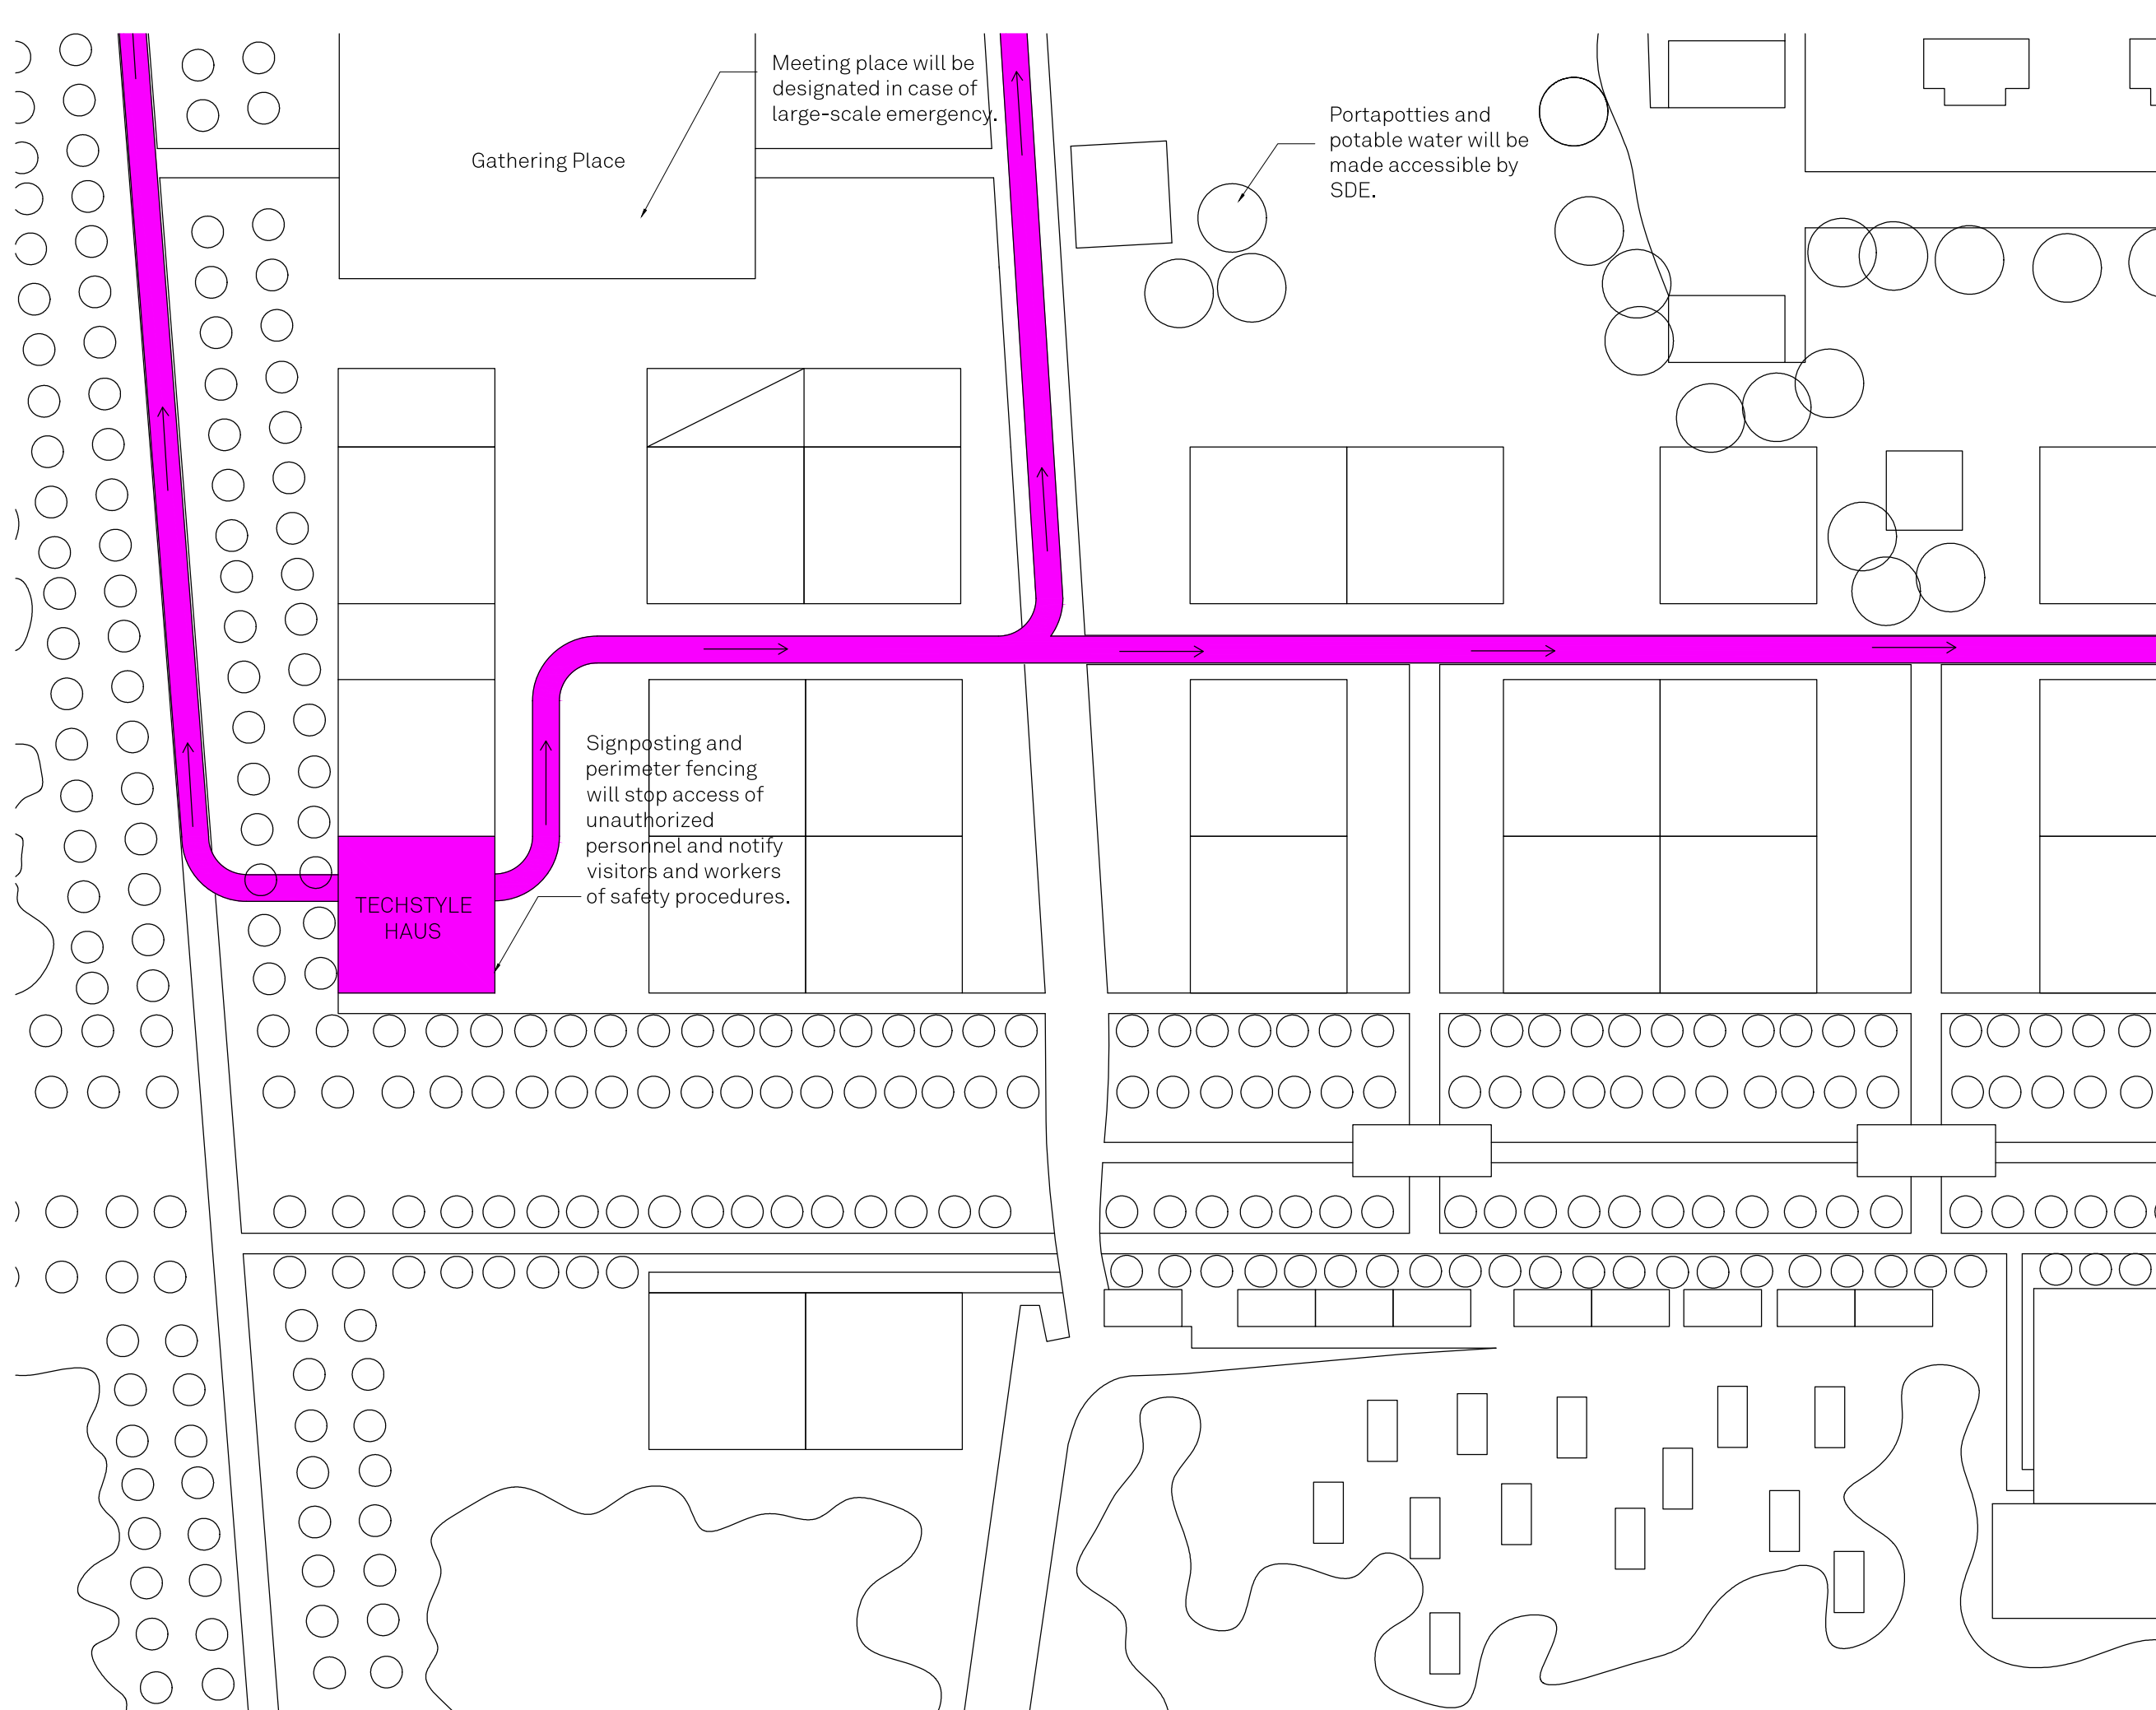 Meeting place will be
designated in case of
large-scale emergency.
Gathering Place
Portapotties and
potable water will be
made accessible by
SDE.
Signposting and
perimeter fencing
will stop access of
unauthorized
personnel and notify
visitors and workers
of safety procedures.
TECHSTYLE
HAUS